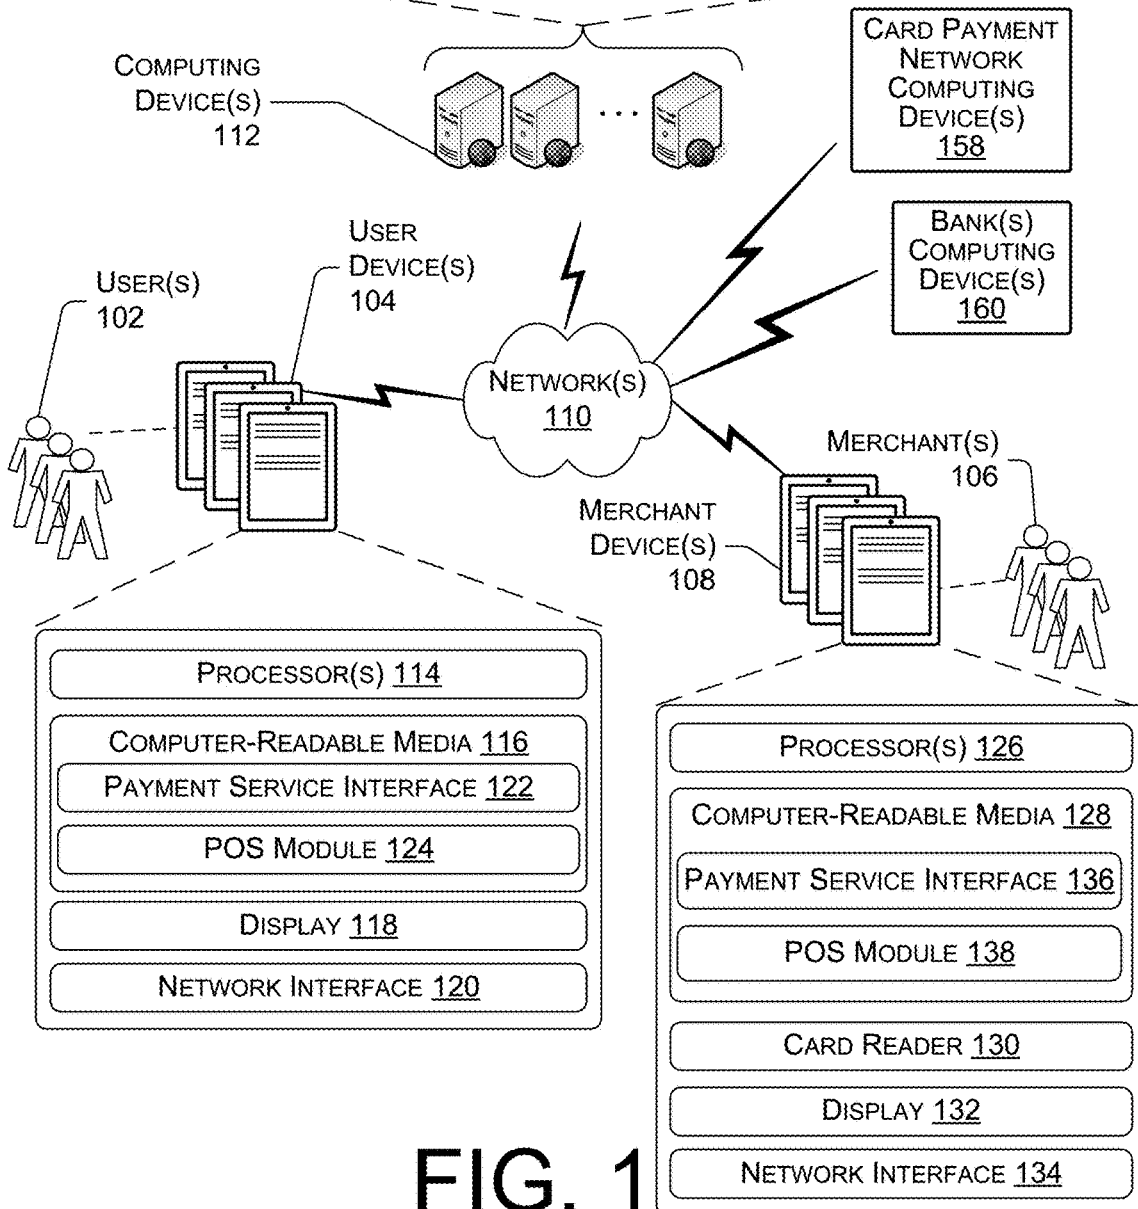 COMPUTING
DEVICE(S)
112
CARD PAYMENT
NETWORK
COMPUTING
DEVICE(S)
158
BANK(S)
COMPUTING
DEVICE(S)
160
USER
DEVICE(S)
104
USER(S)
102
NETWORK(S)
110
MERCHANT(S)
106
MERCHANT
DEVICE(S)
108
PROCESSOR(S) 114
COMPUTER-READABLE MEDIA 116
PAYMENT SERVICE INTERFACE 122
POS MODULE 124
DISPLAY 118
NETWORK INTERFACE 120
PROCESSOR(S) 126
COMPUTER-READABLE MEDIA 128
PAYMENT SERVICE INTERFACE 136
POS MODULE 138
CARD READER 130
DISPLAY 132
NETWORK INTERFACE 134
FIG. 1